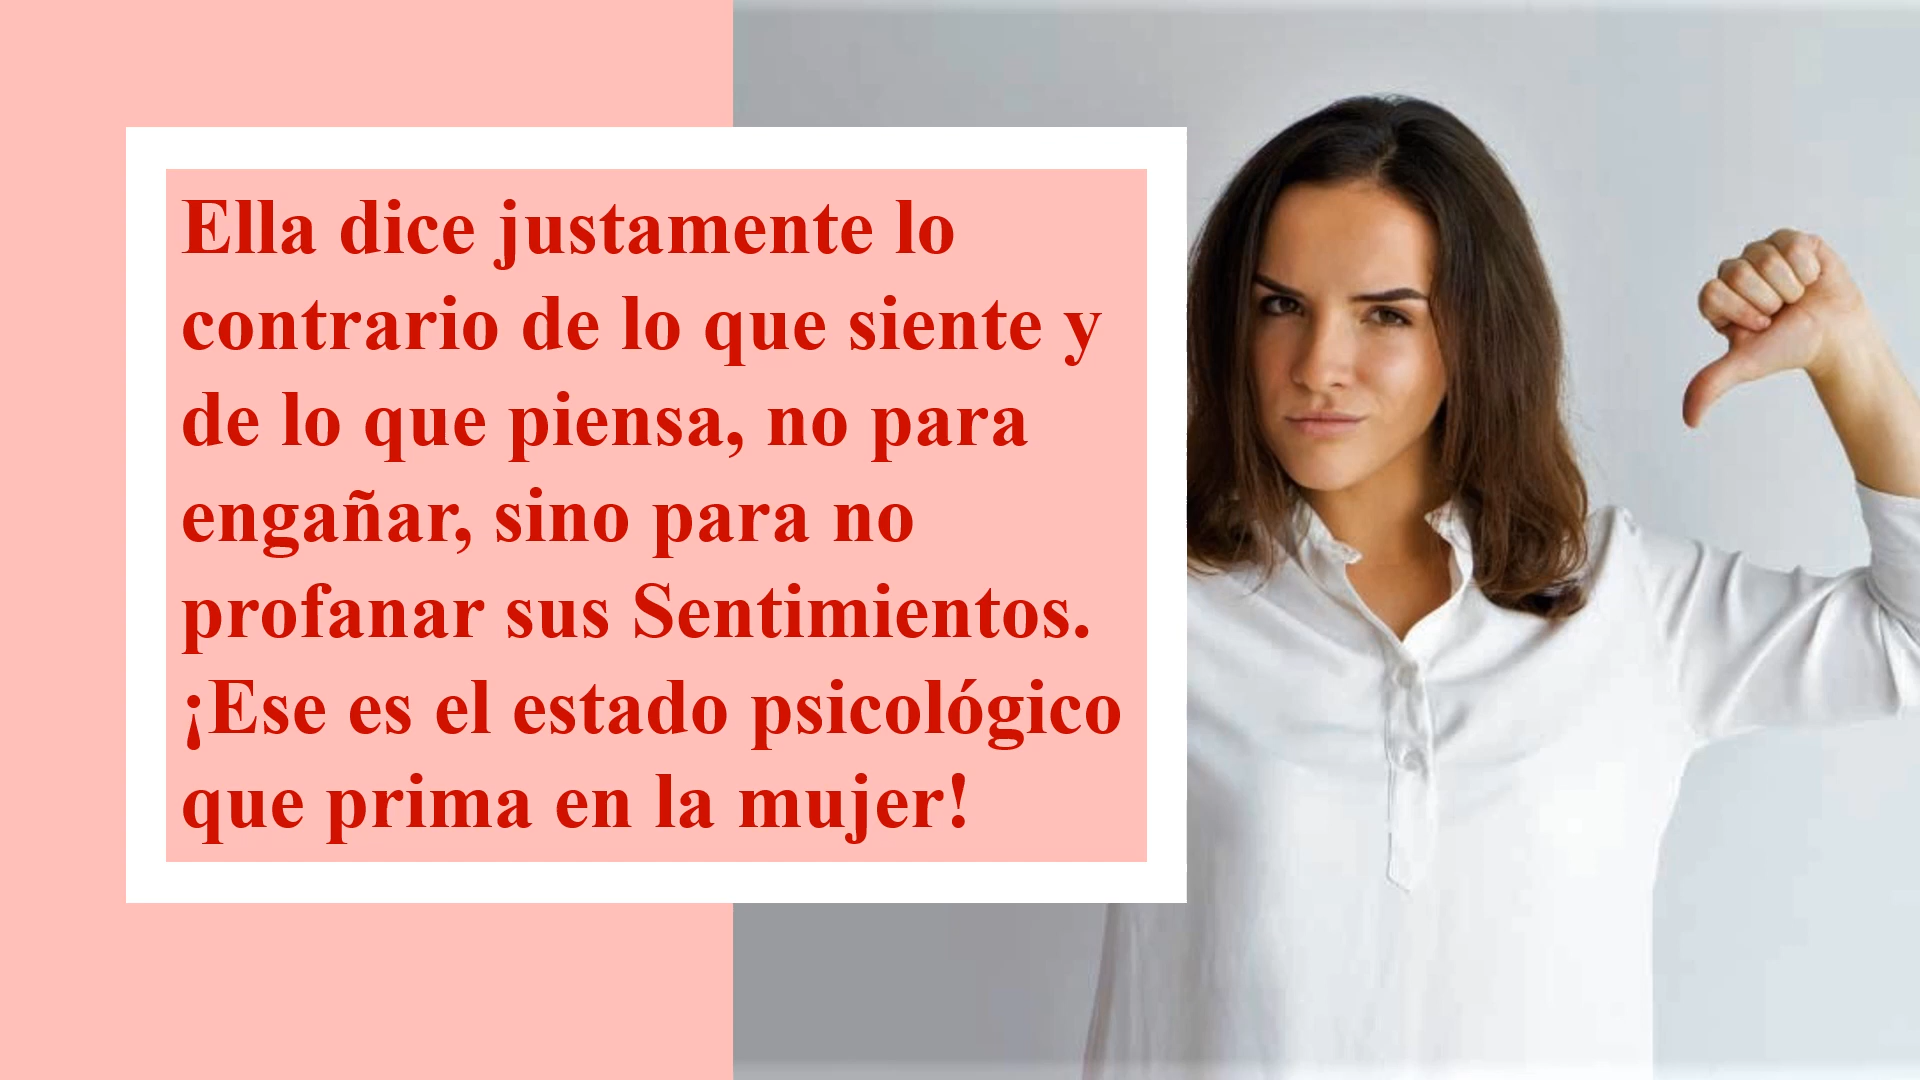 Ella dice justamente lo
contrario de lo que siente y
de lo que piensa, no para
engañar, sino para no
profanar sus Sentimientos.
¡Ese es el estado psicológico
que prima en la mujer!